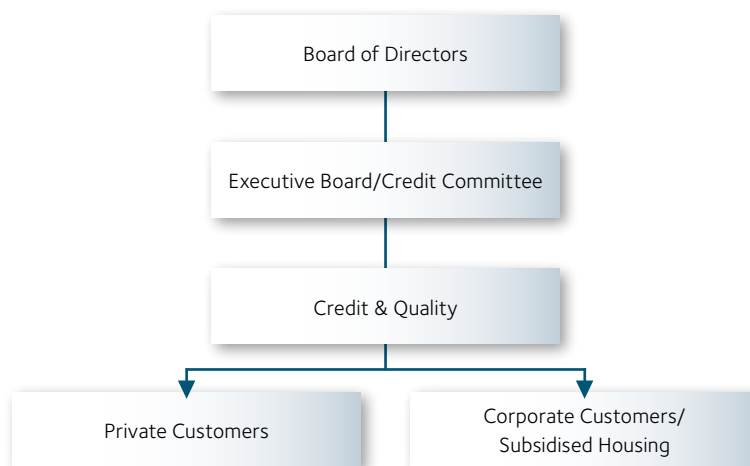 Board of Directors
Executive Board/Credit Committee
Credit & Quality
Private Customers
Corporate Customers/
Subsidised Housing